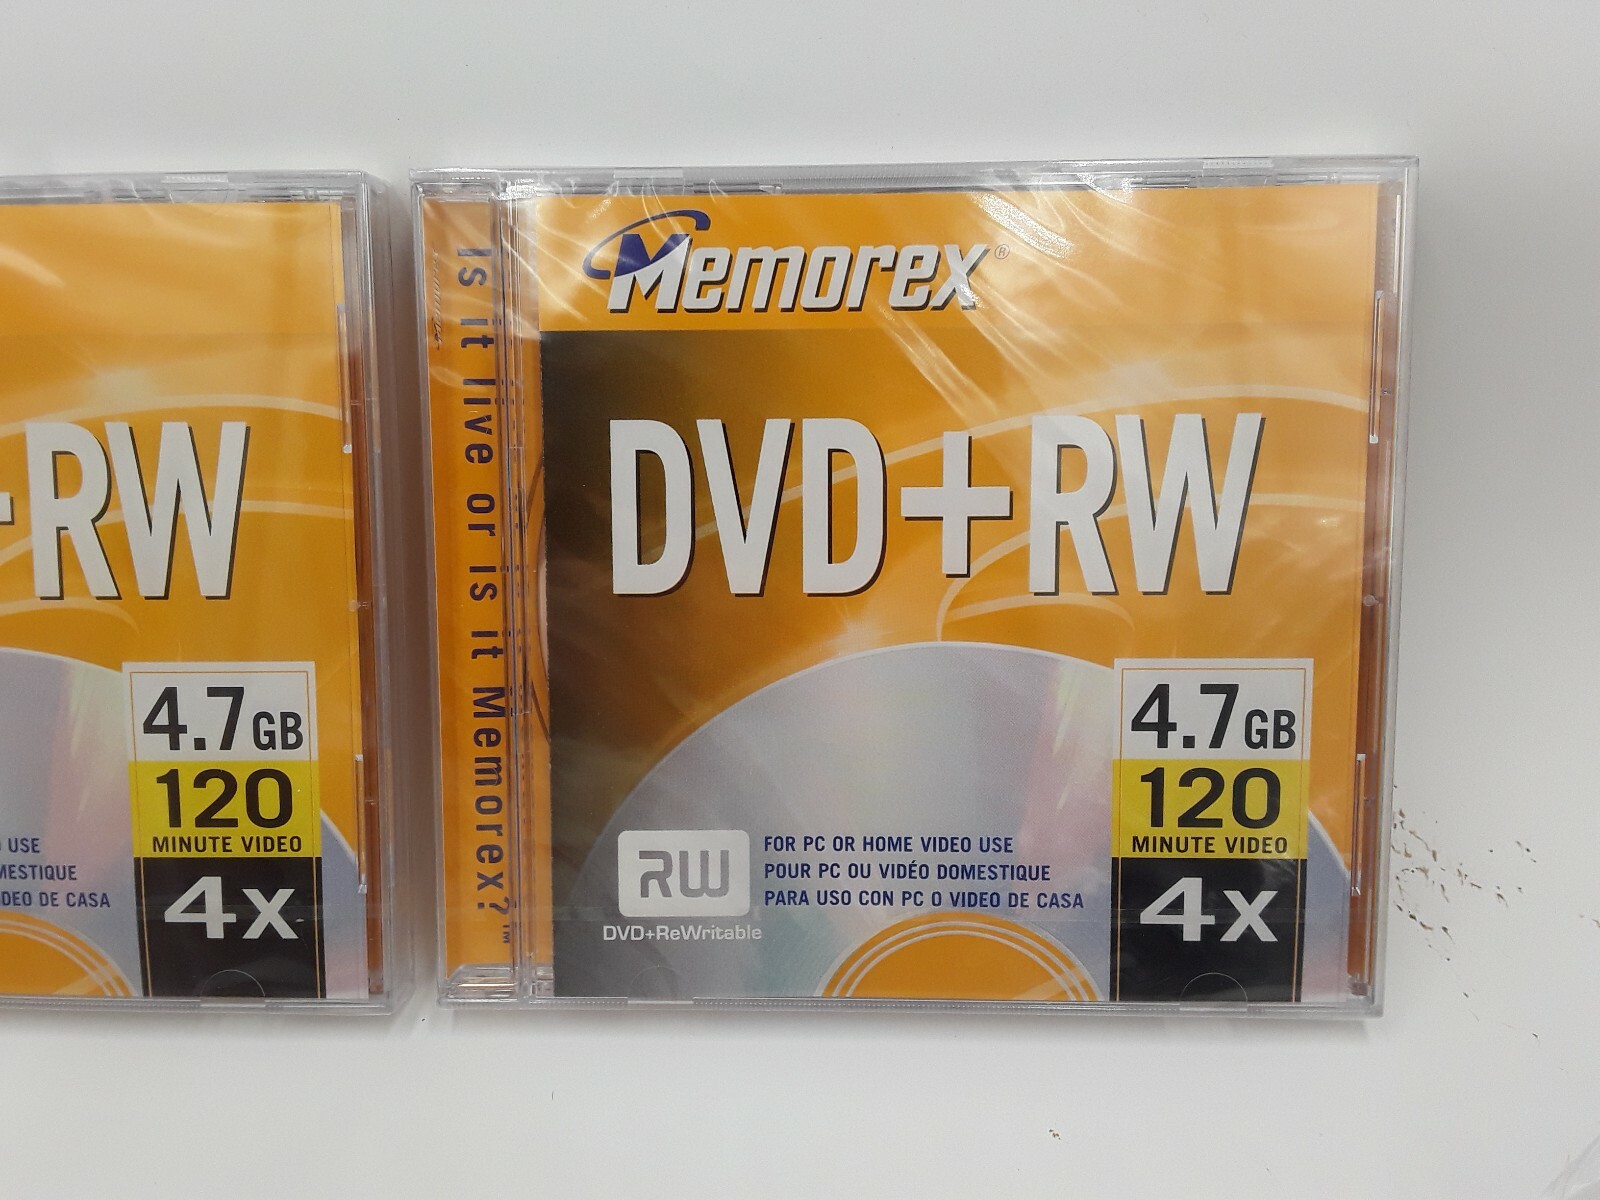 +RW
4.7GB
120
MINUTE VIDEO
4x
USE
MESTIQUE
DEO DE CASA
Is it live or is it Memorex?™
Memorex®
DVD+RW
4.7GB
120
MINUTE VIDEO
4x
RW
DVD+ReWritable
FOR PC OR HOME VIDEO USE
POUR PC OU VIDÉO DOMESTIQUE
PARA USO CON PC O VIDEO DE CASA